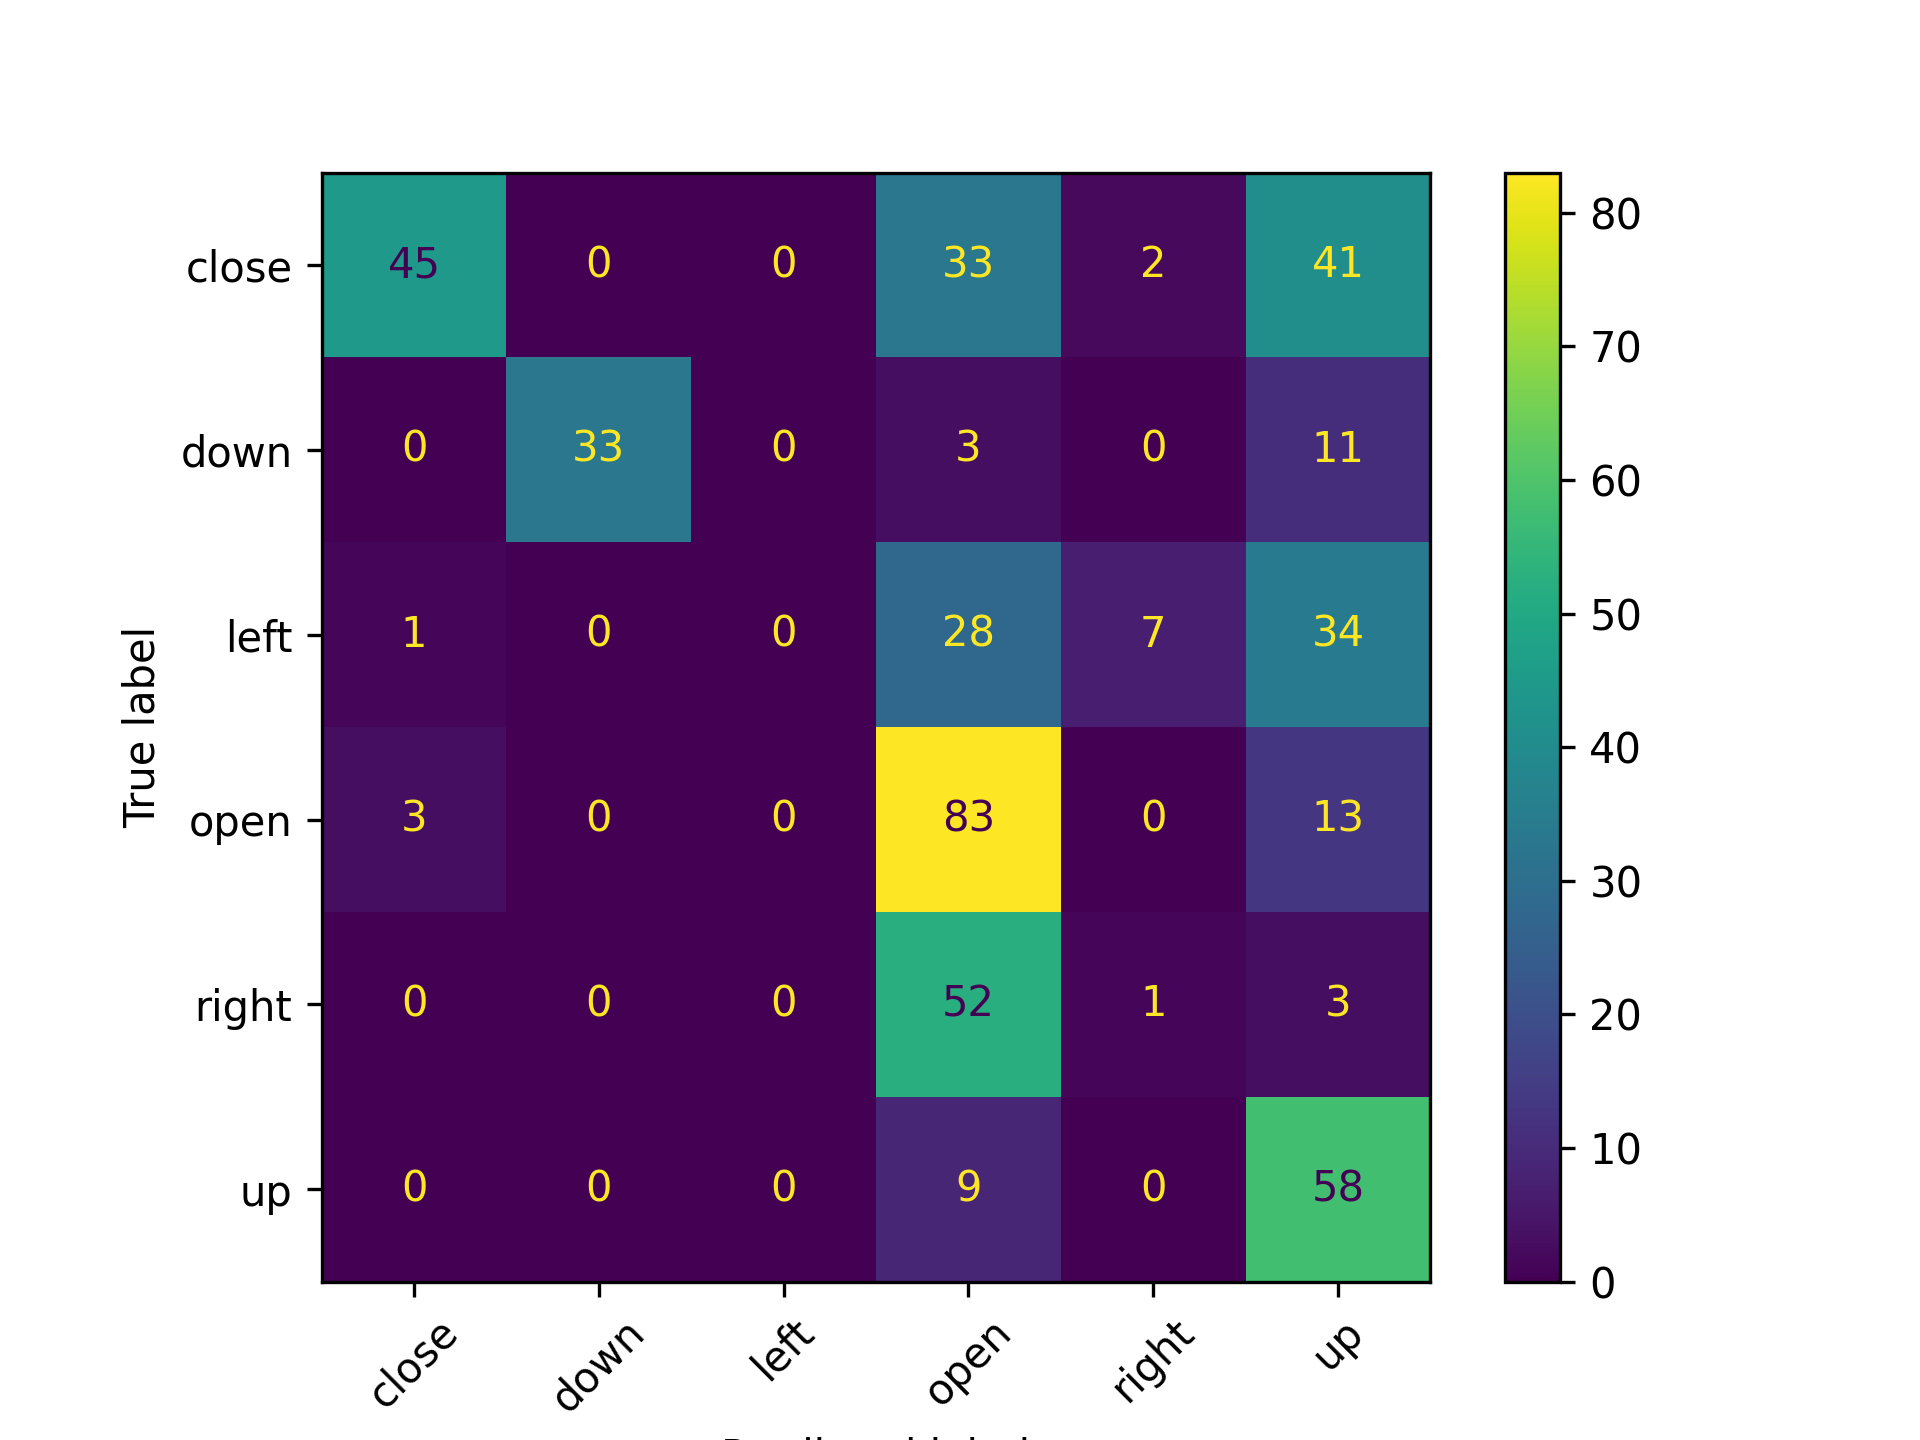 close 45 0 0 33 2 41
down 0 33 0 3 0 11
left 1 0 0 28 7 34
open 3 0 0 83 0 13
right 0 0 0 52 1 3
up 0 0 0 9 0 58
True label
close down left open right up
80
70
60
50
40
30
20
10
0